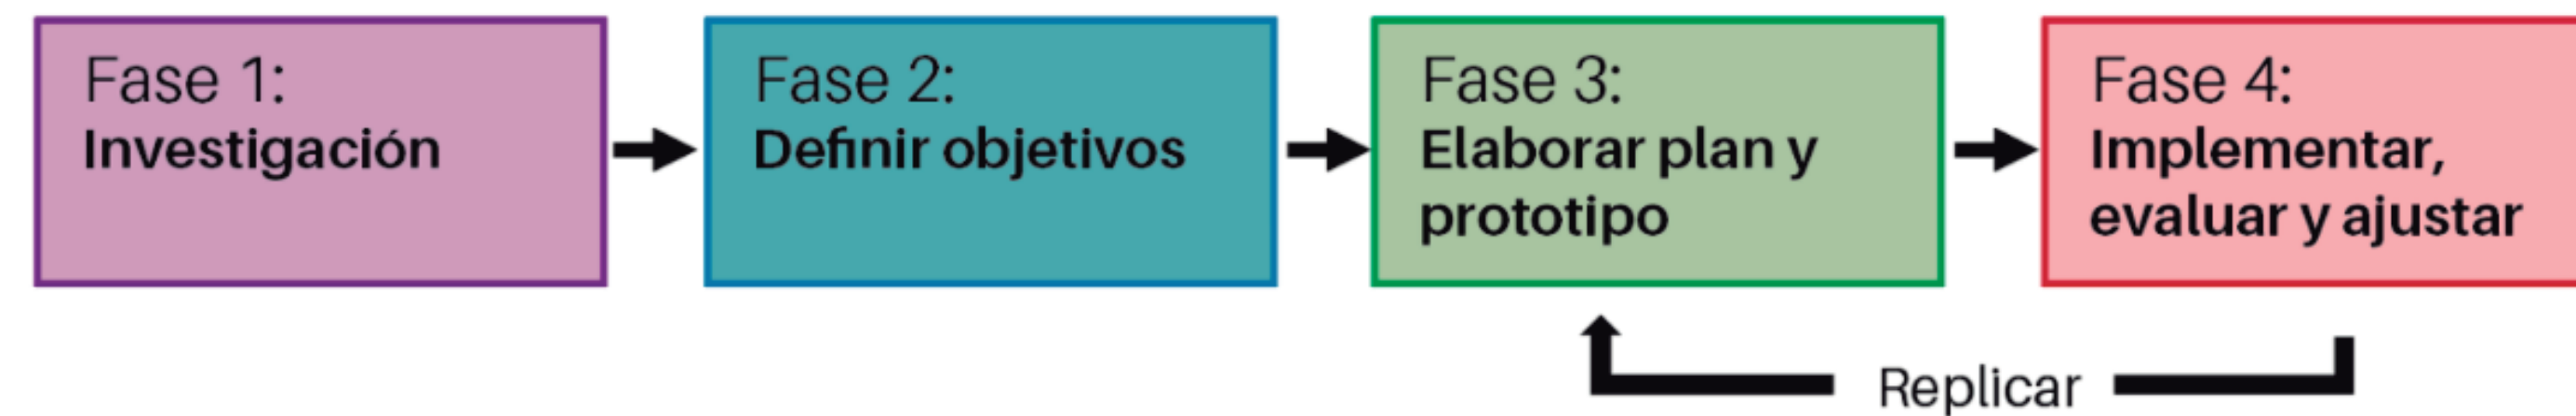 Fase 1:
Investigación
Fase 2:
Definir objetivos
Fase 3:
Elaborar plan y
prototipo
Fase 4:
Implementar,
evaluar y ajustar
Replicar